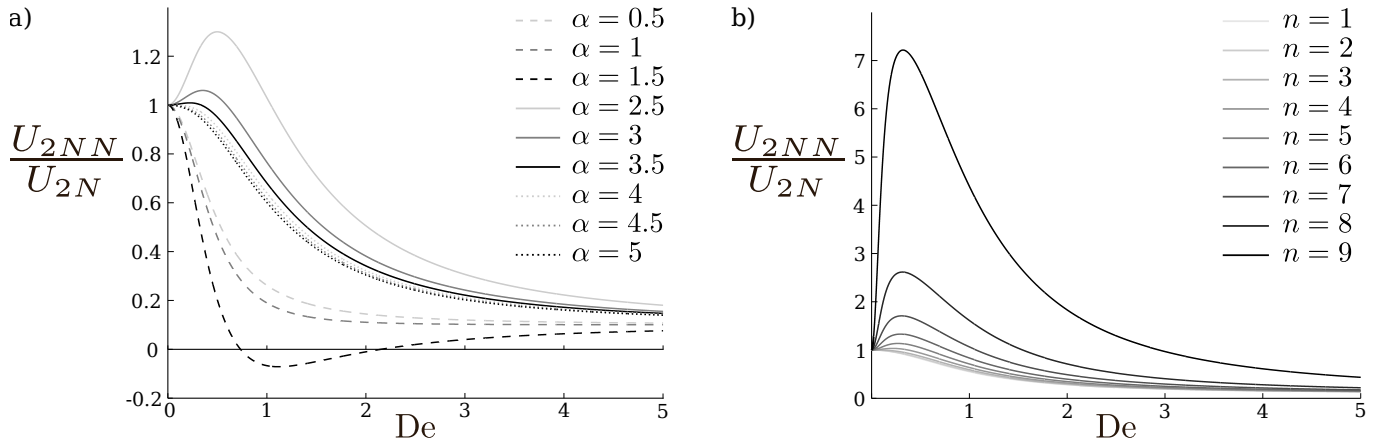 a)
U2NN
U2N
1.2
1
0.8
0.6
0.4
0.2
0
-0.2
0 1 2 3 4 5
De
α = 0.5
α = 1
α = 1.5
α = 2.5
α = 3
α = 3.5
α = 4
α = 4.5
α = 5
b)
U2NN
U2N
7
6
5
4
3
2
1
0
1 2 3 4 5
De
n = 1
n = 2
n = 3
n = 4
n = 5
n = 6
n = 7
n = 8
n = 9